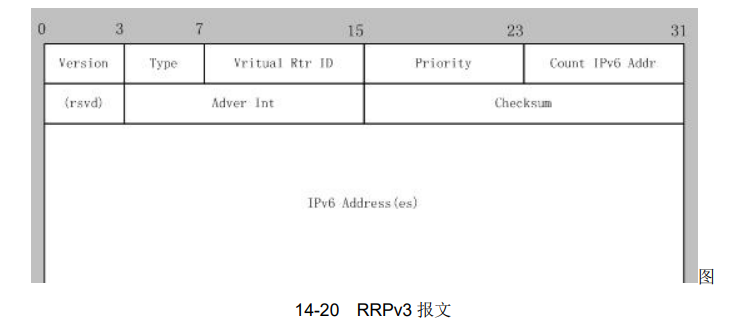 0 3 7 15 23 31
Version Type Vritual Rtr ID Priority Count IPv6 Addr
(rsvd) Adver Int Checksum
IPv6 Address(es)
图
14-20 RRPv3 报文